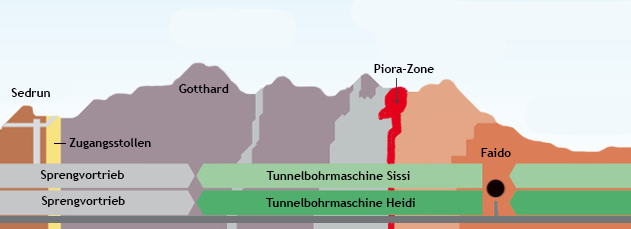 Piora-Zone
Sedrun
Gotthard
Zugangsstollen
Faido
Sprengvortrieb
Tunnelbohrmaschine Sissi
Sprengvortrieb
Tunnelbohrmaschine Heidi